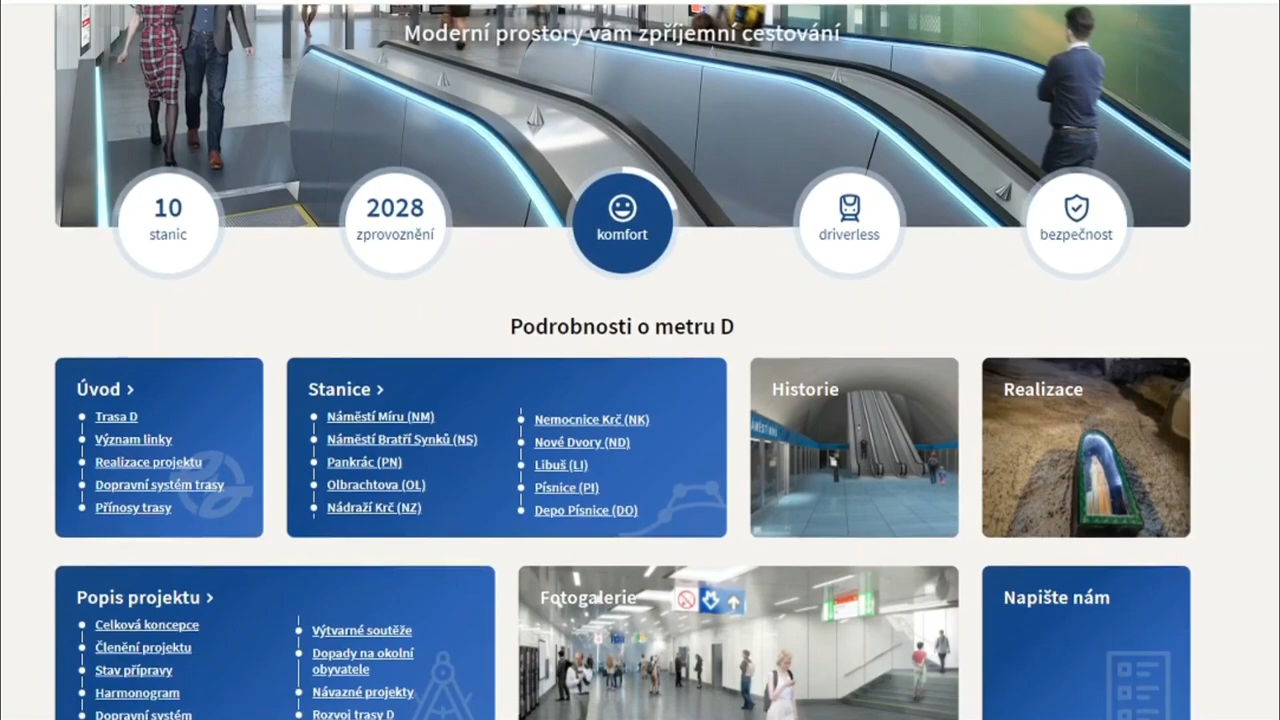 Moderní prostory vám zpříjemní cestování
10
stanic
2028
zprovoznění
komfort
driverless
bezpečnost
Podrobnosti o metru D
Úvod
Trasa D
Význam linky
Realizace projektu
Dopravní systém trasy
Přínosy trasy
Stanice
Náměstí Míru (NM)
Náměstí Bratří Synků (NS)
Pankrác (PN)
Olbrachtova (OL)
Nádraží Krč (NZ)
Nemocnice Krč (NK)
Nové Dvory (ND)
Libuš (LI)
Písnice (PI)
Depo Písnice (DO)
Historie
Realizace
Popis projektu
Celková koncepce
Členění projektu
Stav přípravy
Harmonogram
Dopravní systém
Výtvarné soutěže
Dopady na okolní
obyvatele
Návazné projekty
Rozvoj trasy D
Fotogalerie
Napište nám